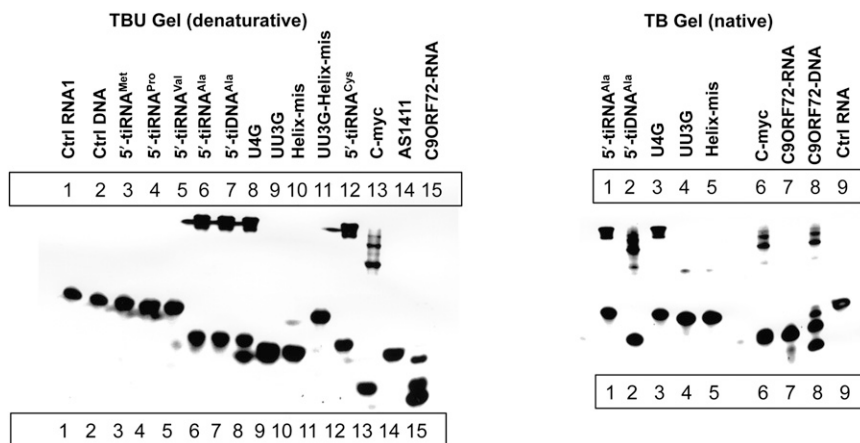 TBU Gel (denaturative)
Ctrl RNA1
Ctrl DNA
5′-tiRNAMet
5′-tiRNAPro
5′-tiRNAVal
5′-tiRNAAla
5′-tiDNAAla
U4G
UU3G
Helix-mis
UU3G-Helix-mis
5′-tiRNACys
C-myc
AS1411
C9ORF72-RNA
1 2 3 4 5 6 7 8 9 10 11 12 13 14 15
1 2 3 4 5 6 7 8 9 10 11 12 13 14 15
TB Gel (native)
5′-tiRNAAla
5′-tiDNAAla
U4G
UU3G
Helix-mis
C-myc
C9ORF72-RNA
C9ORF72-DNA
Ctrl RNA
1 2 3 4 5 6 7 8 9
1 2 3 4 5 6 7 8 9